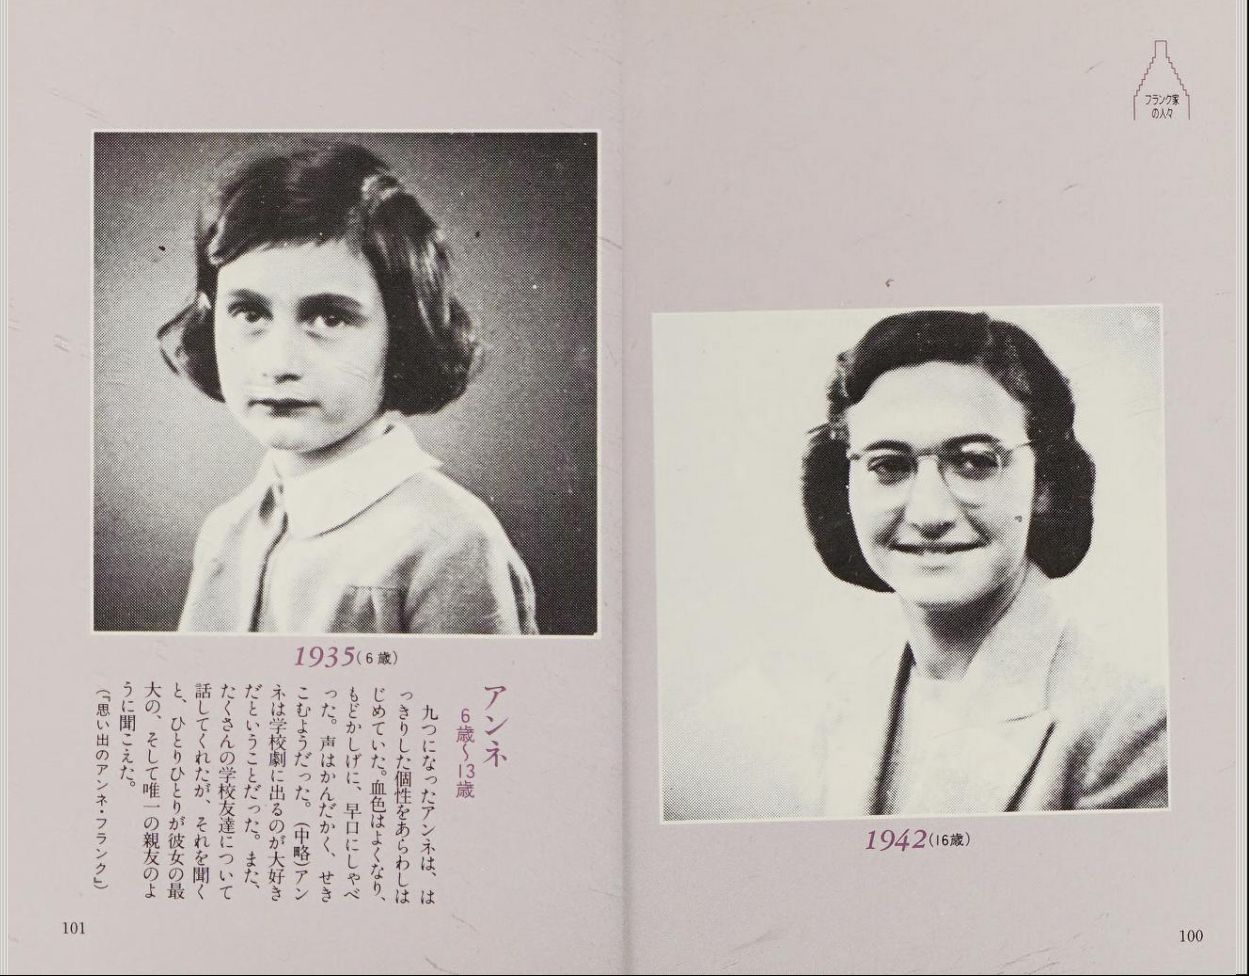 フランク家
の人々
1942(16歳)
100
1935(6歳)
アンネ
6歳〜13歳
九つになったアンネは、は
っきりした個性をあらわしは
じめていた。血色はよくなり、
もどかしげに、早口にしゃべ
った。声はかんだかく、せき
こむようだった。(中略)アン
ネは学校劇に出るのが大好き
だということだった。また、
たくさんの学校友達について
話してくれたが、それを聞く
と、ひとりひとりが彼女の最
大の、そして唯一の親友のよ
うに聞こえた。
(『思い出のアンネ・フランク』)
101